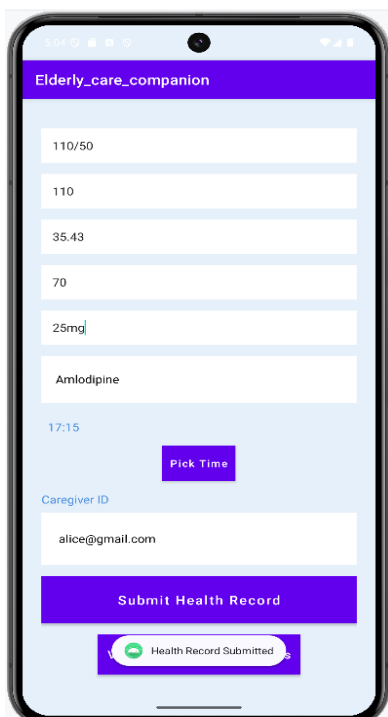 5:04
Elderly_care_companion
110/50
110
35.43
70
25mg
Amlodipine
17:15
Pick Time
Caregiver ID
alice@gmail.com
Submit Health Record
Health Record Submitted